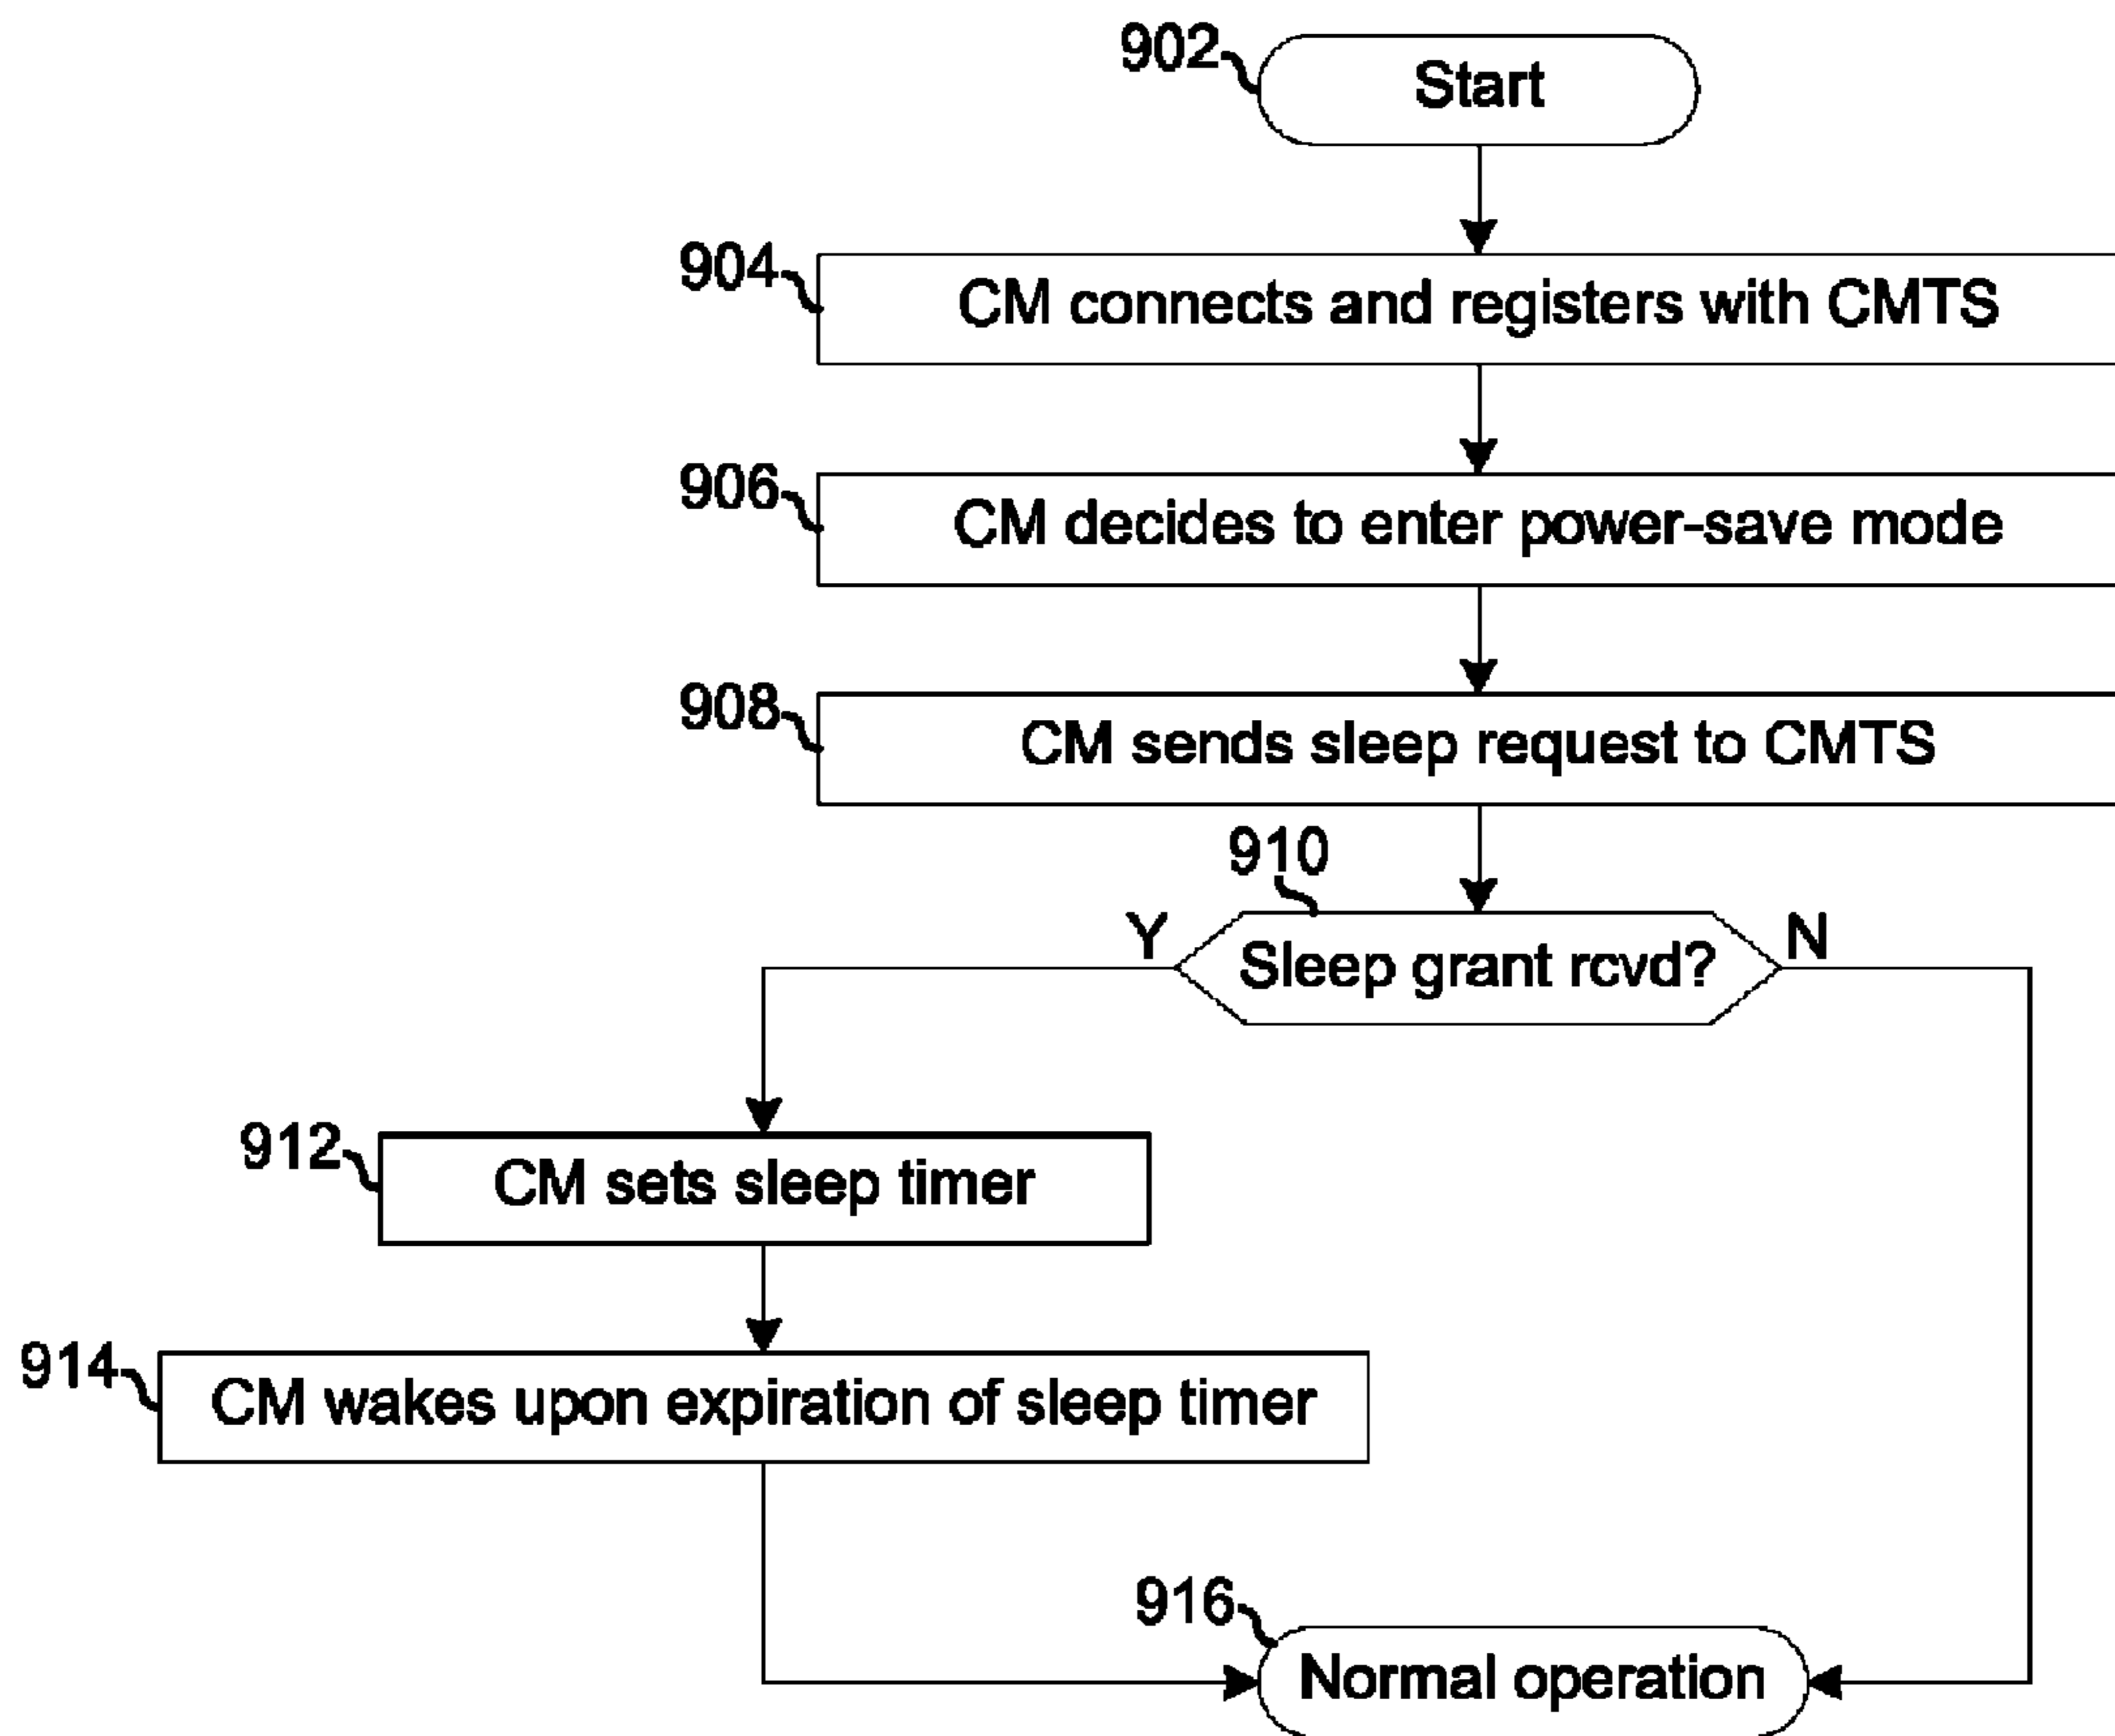 902
Start
904
CM connects and registers with CMTS
906
CM decides to enter power-save mode
908
CM sends sleep request to CMTS
910
Y
Sleep grant rcvd?
N
912
CM sets sleep timer
914
CM wakes upon expiration of sleep timer
916
Normal operation